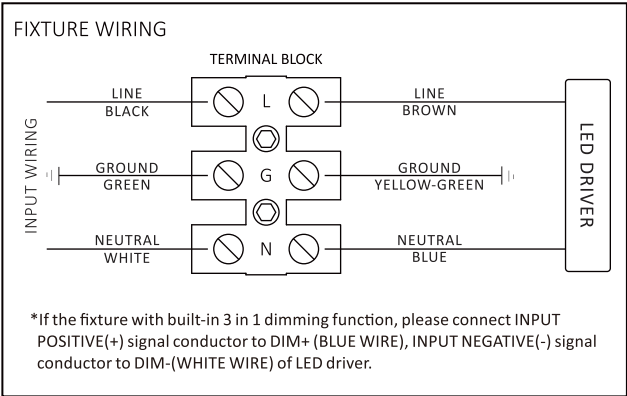 FIXTURE WIRING
TERMINAL BLOCK
INPUT WIRING
LINE
BLACK
L
LINE
BROWN
GROUND
GREEN
G
GROUND
YELLOW-GREEN
NEUTRAL
WHITE
N
NEUTRAL
BLUE
LED DRIVER
*If the fixture with built-in 3 in 1 dimming function, please connect INPUT
POSITIVE(+) signal conductor to DIM+ (BLUE WIRE), INPUT NEGATIVE(-) signal
conductor to DIM-(WHITE WIRE) of LED driver.